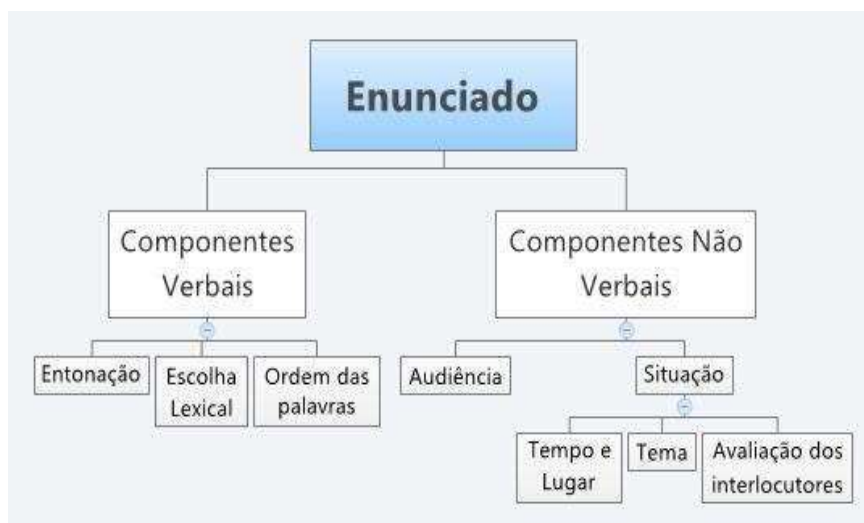 Enunciado
Componentes
Verbais
Componentes Não
Verbais
Entonação
Escolha
Lexical
Ordem das
palavras
Audiência
Situação
Tempo e
Lugar
Tema
Avaliação dos
interlocutores